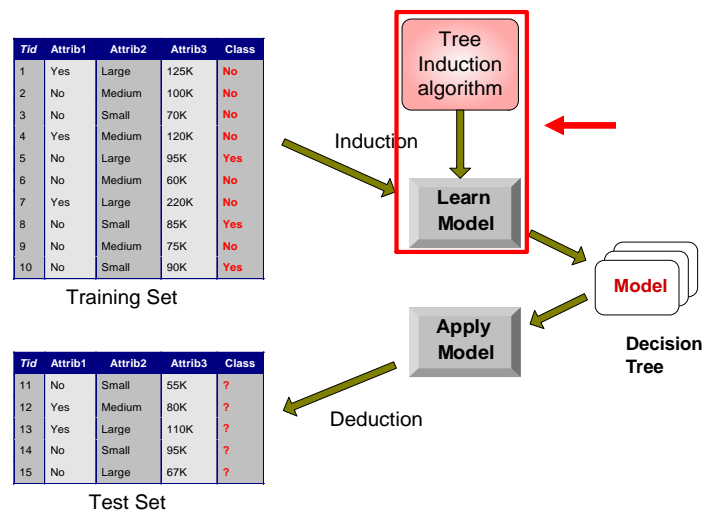 Tid Attrib1 Attrib2 Attrib3 Class
1 Yes Large 125K No
2 No Medium 100K No
3 No Small 70K No
4 Yes Medium 120K No
5 No Large 95K Yes
6 No Medium 60K No
7 Yes Large 220K No
8 No Small 85K Yes
9 No Medium 75K No
10 No Small 90K Yes
Training Set
Tree
Induction
algorithm
Induction
Learn
Model
Model
Decision
Tree
Apply
Model
Deduction
Tid Attrib1 Attrib2 Attrib3 Class
11 No Small 55K ?
12 Yes Medium 80K ?
13 Yes Large 110K ?
14 No Small 95K ?
15 No Large 67K ?
Test Set